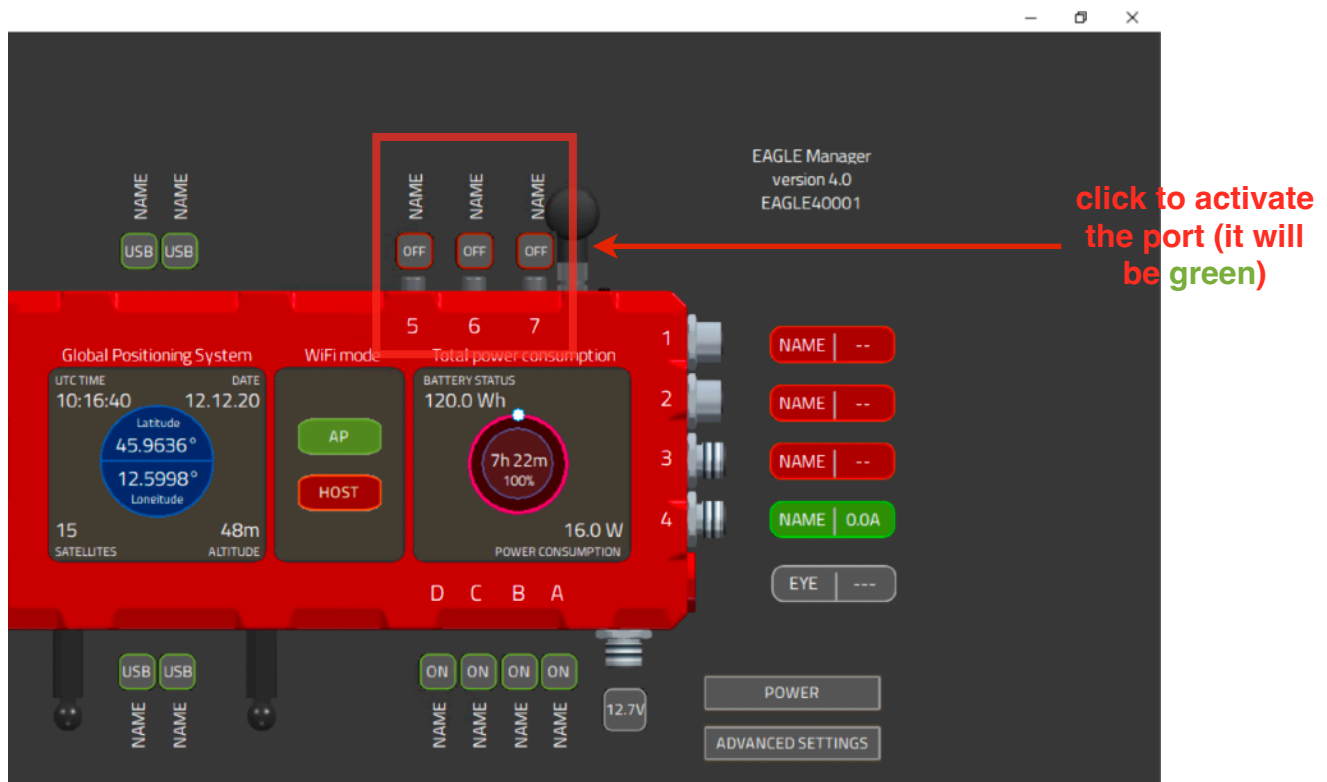 EAGLE Manager
version 4.0
EAGLE40001
click to activate
the port (it will
be green)
NAME
NAME
NAME
NAME
NAME
USB
USB
OFF
OFF
OFF
5
6
7
Global Positioning System
WiFi mode
Total power consumption
UTC TIME
DATE
10:16:40
12.12.20
Latitude
45.9636°
12.5998°
Loneitude
15
48m
SATELLITES
ALTITUDE
AP
HOST
BATTERY STATUS
120.0 Wh
7h 22m
100%
16.0 W
POWER CONSUMPTION
1
NAME | --
2
NAME | --
3
NAME | --
4
NAME | 0.0A
EYE | ---
D C B A
USB
USB
NAME
NAME
ON
ON
ON
ON
NAME
NAME
NAME
NAME
12.7V
POWER
ADVANCED SETTINGS